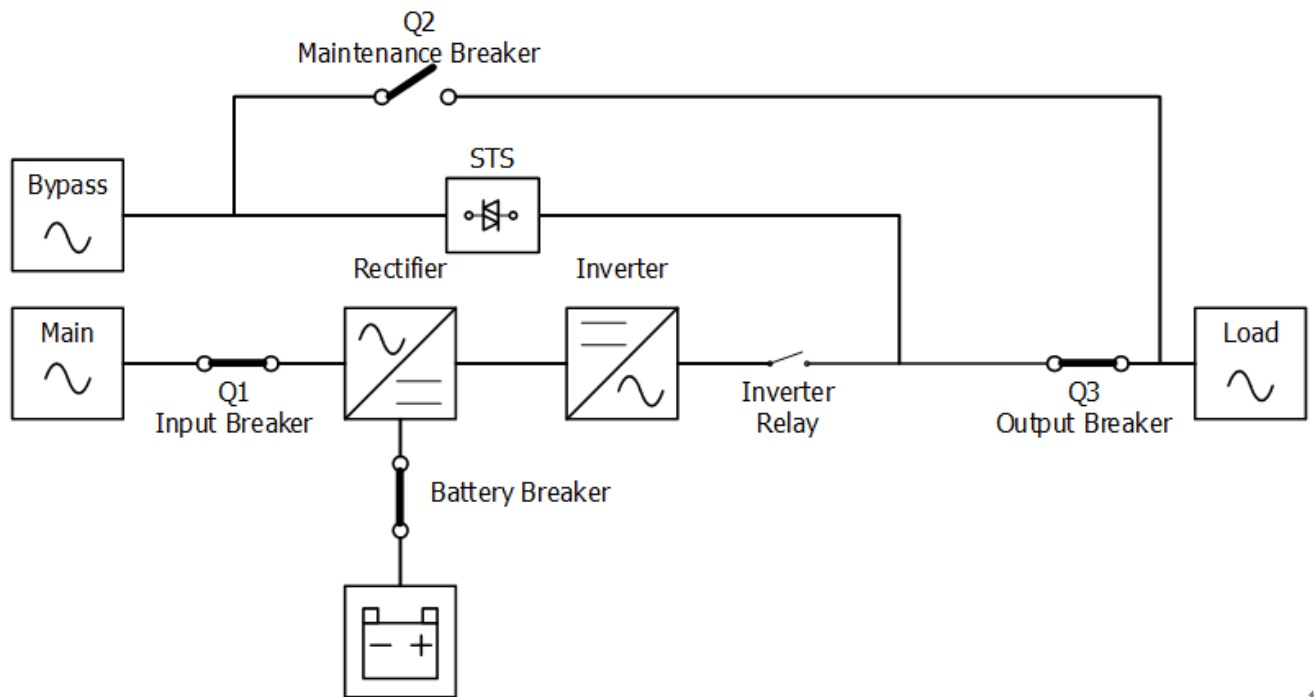 Q2
Maintenance Breaker
STS
Bypass
Rectifier
Inverter
Main
Load
Q1
Input Breaker
Inverter
Relay
Q3
Output Breaker
Battery Breaker
- +